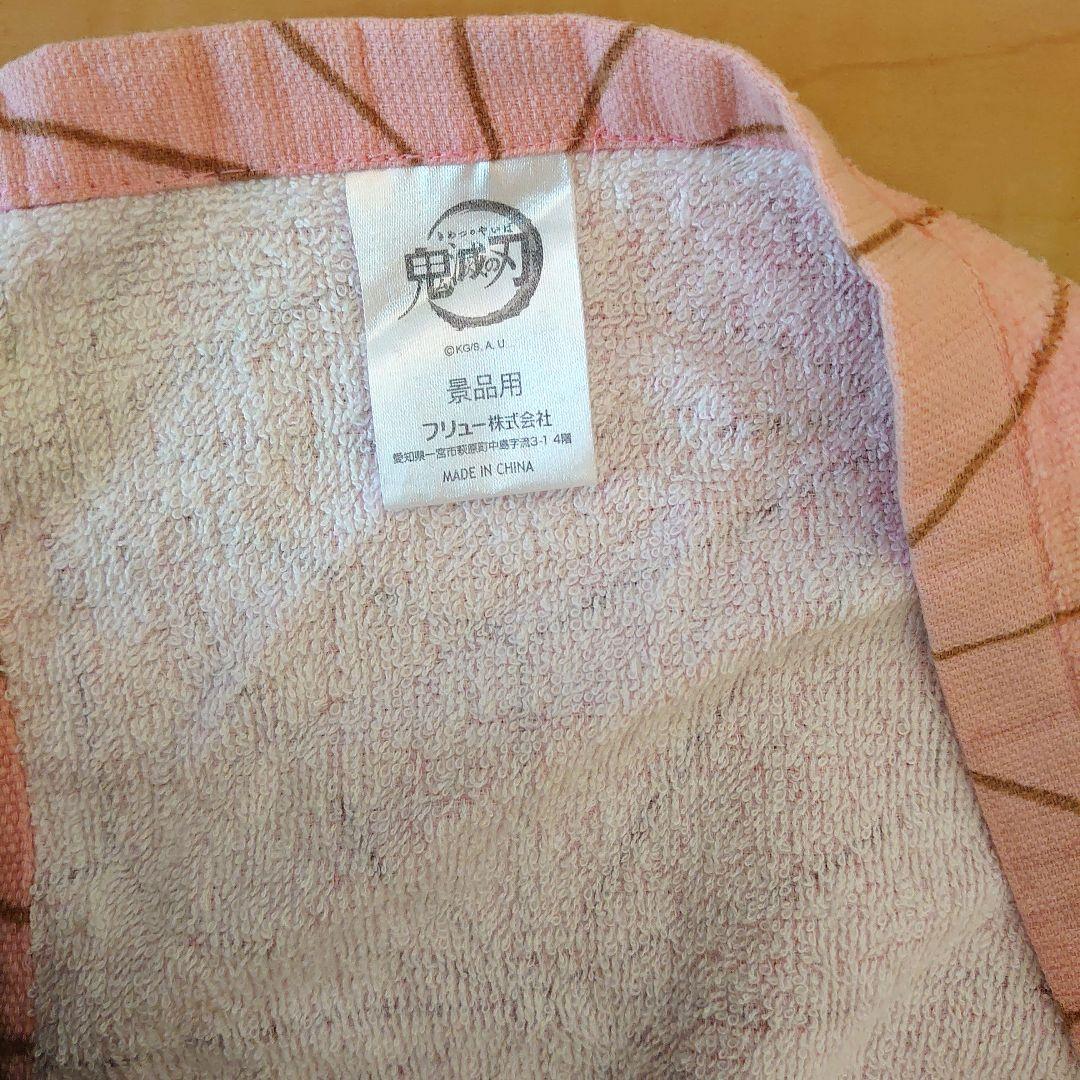 きめつのやいば
鬼滅の刃
©KG/S, A, U
景品用
フリュー株式会社
愛知県一宮市萩原町中島字流3-1 4階
MADE IN CHINA